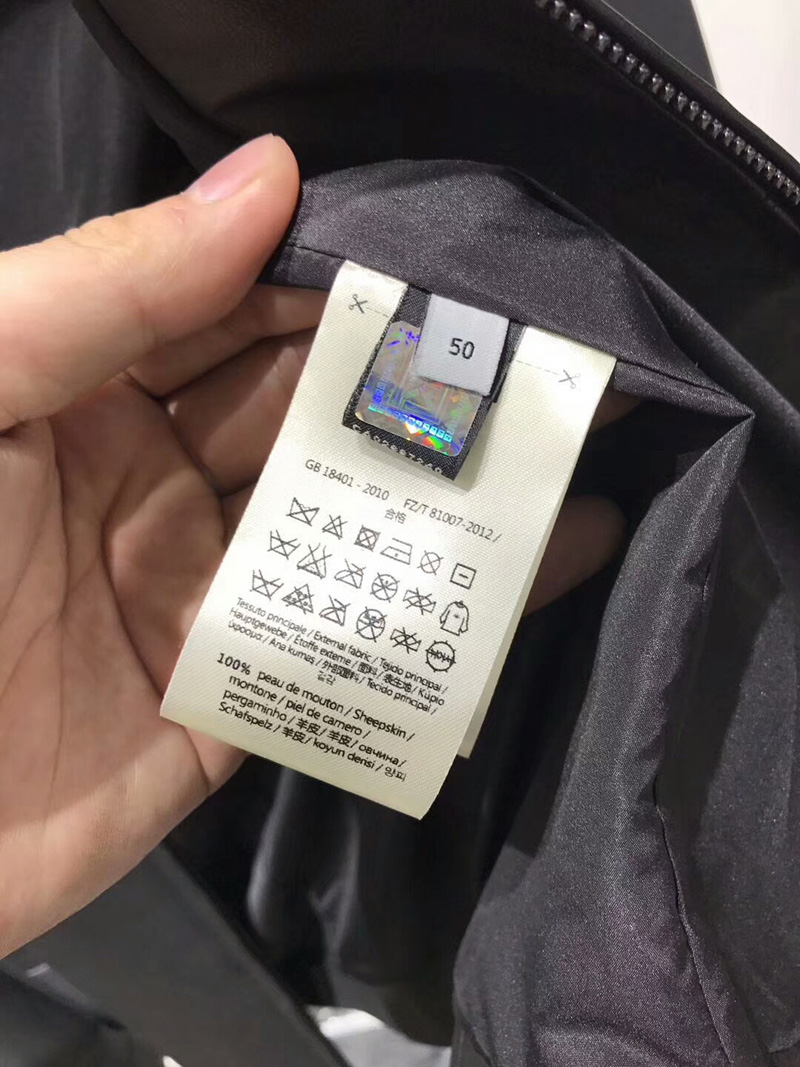 50
GB 18401 - 2010 FZ/T 81007-2012 /
合格
Tessuto principale / External fabric / Tejido principal /
Hauptgewebe / Étoffe externe / 面料 / 表生地 / Kúpio
ύφασμα / Ana kumaş / 外部面料 / Tecido principal /
겉감
100% peau de mouton / Sheepskin /
montone / piel de carnero /
pergaminho / 羊皮 / 羊皮 / овчина /
Schafspelz / 羊皮 / koyun derisi / 양피